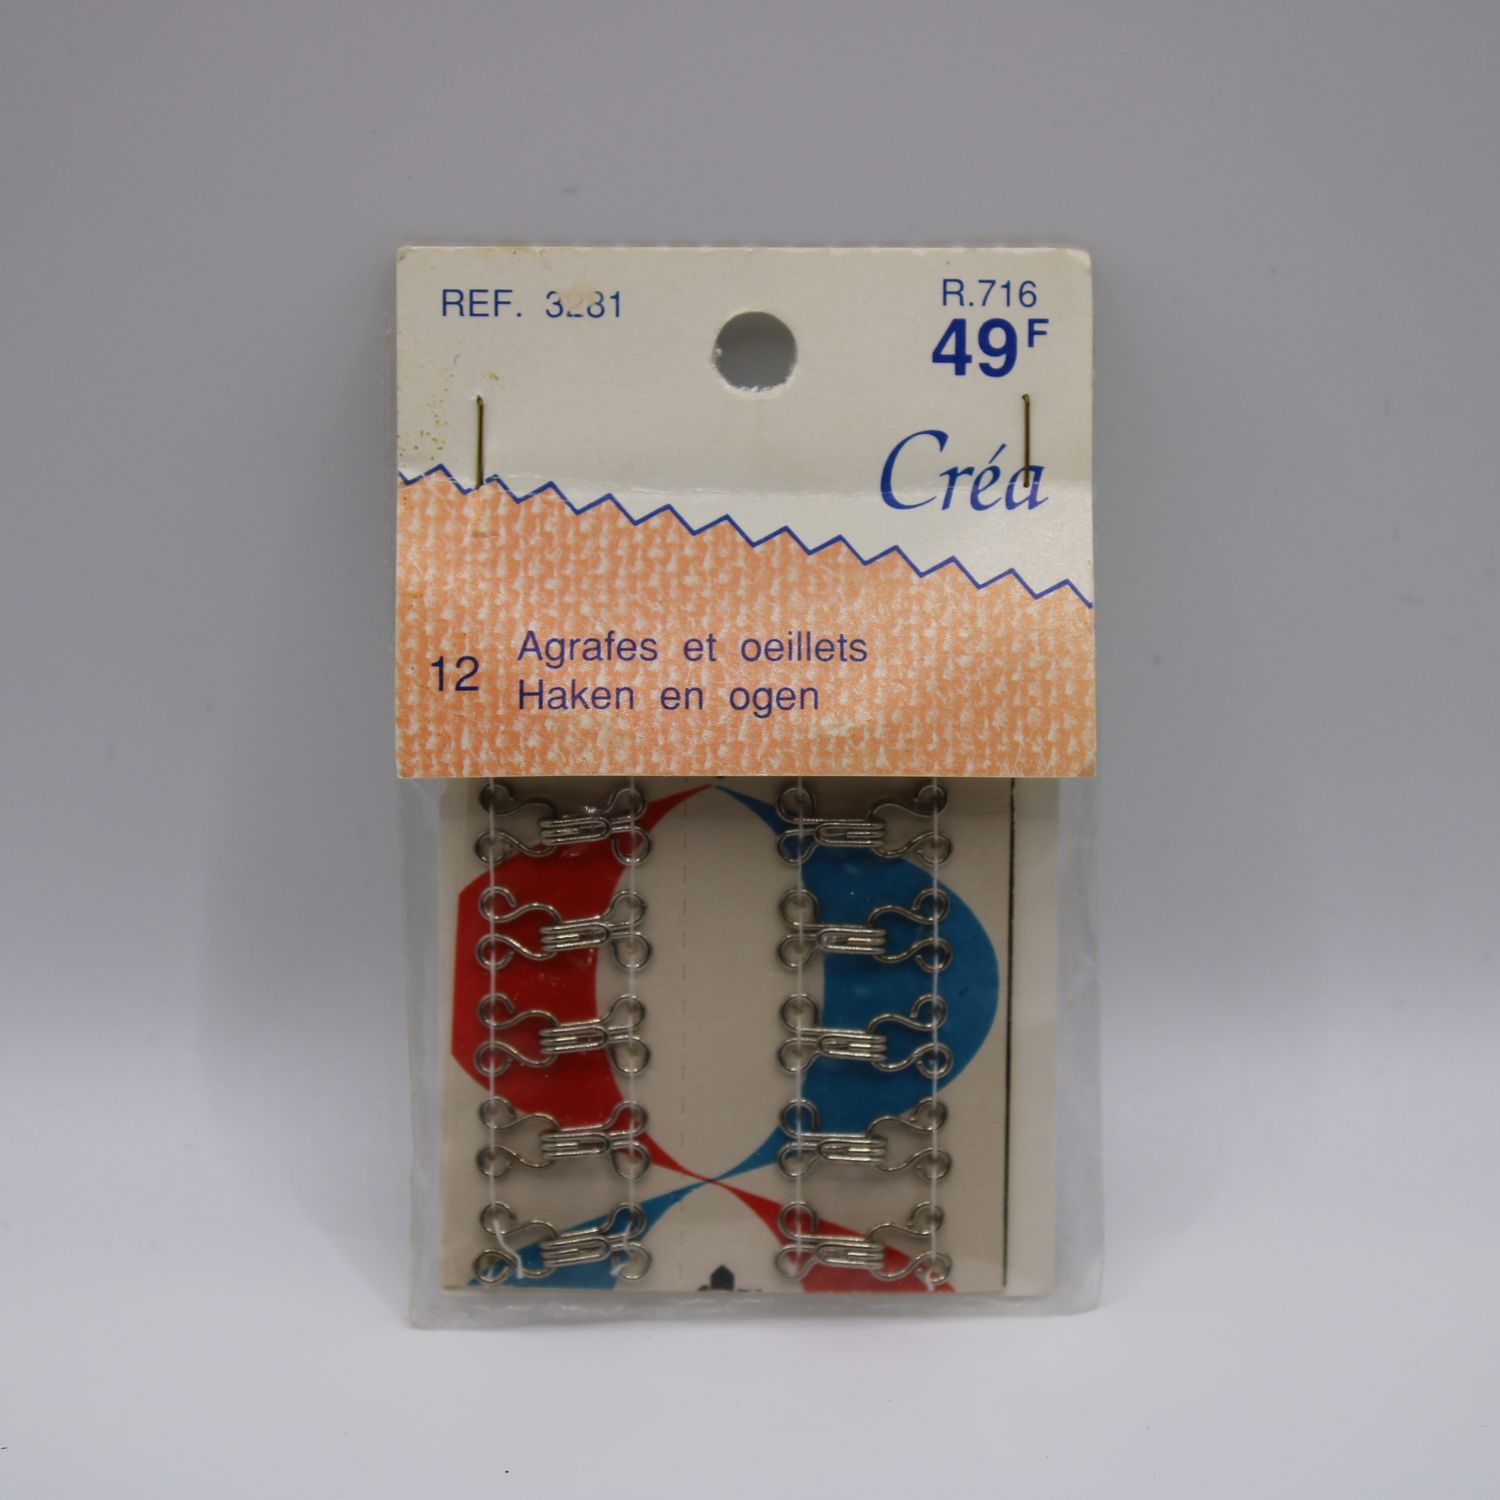 REF. 3281
R.716
49F
Créa
12
Agrafes et oeillets
Haken en ogen